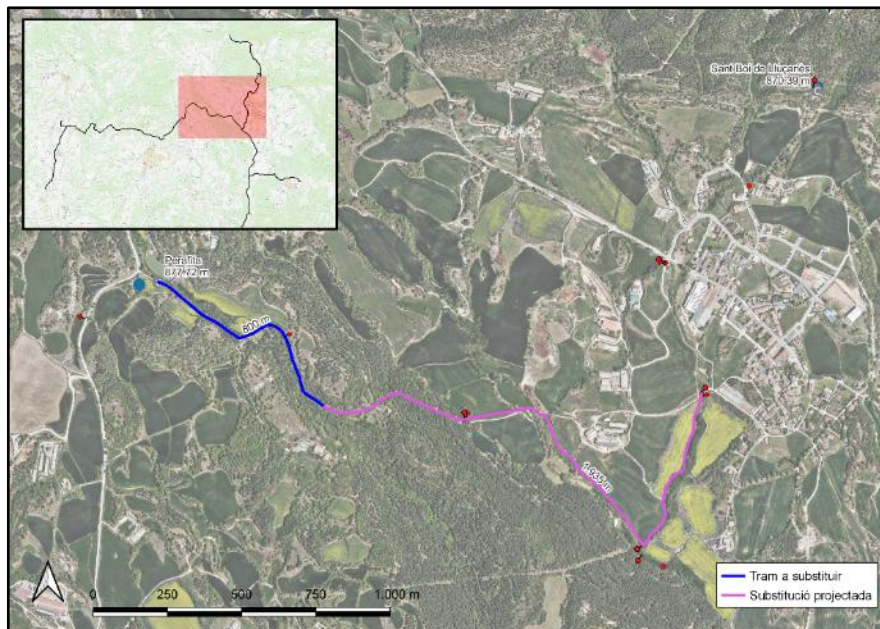 Sant Boi de Lluçanès
870.39 m
Perafita
877.72 m
800 m
1.935 m
Tram a substituir
Substitució projectada
0
250
500
750
1.000 m